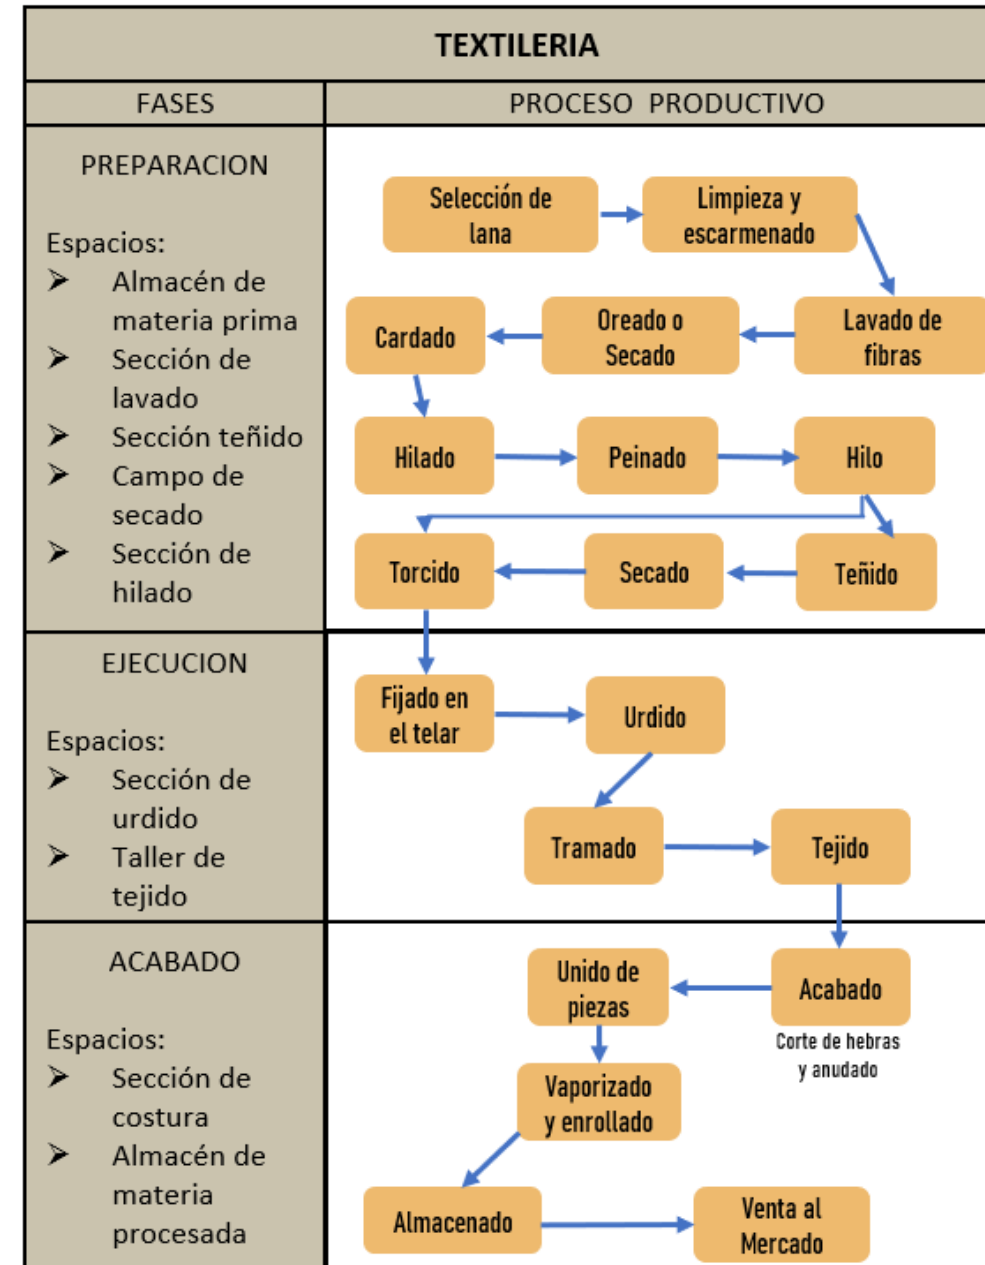 TEXTILERIA
FASES
PROCESO PRODUCTIVO
PREPARACION
Espacios:
➢ Almacén de
materia prima
➢ Sección de
lavado
➢ Sección teñido
➢ Campo de
secado
➢ Sección de
hilado
Selección de
lana
Limpieza y
escarmenado
Cardado
Oreado o
Secado
Lavado de
fibras
Hilado
Peinado
Hilo
Torcido
Secado
Teñido
EJECUCION
Espacios:
➢ Sección de
urdido
➢ Taller de
tejido
Fijado en
el telar
Urdido
Tramado
Tejido
ACABADO
Espacios:
➢ Sección de
costura
➢ Almacén de
materia
procesada
Unido de
piezas
Acabado
Corte de hebras
y anudado
Vaporizado
y enrollado
Almacenado
Venta al
Mercado